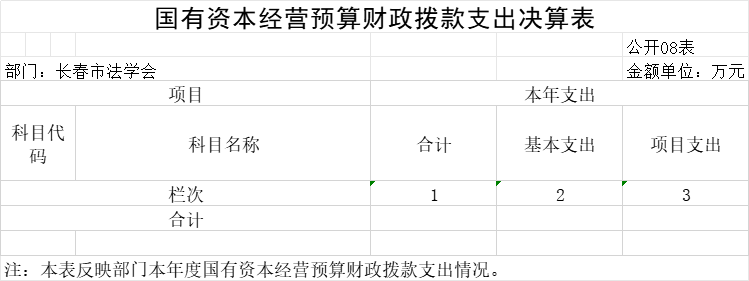 国有资本经营预算财政拨款支出决算表
公开08表
部门：长春市法学会 金额单位：万元
项目 本年支出
科目代码 科目名称 合计 基本支出 项目支出
栏次 1 2 3
合计
注：本表反映部门本年度国有资本经营预算财政拨款支出情况。